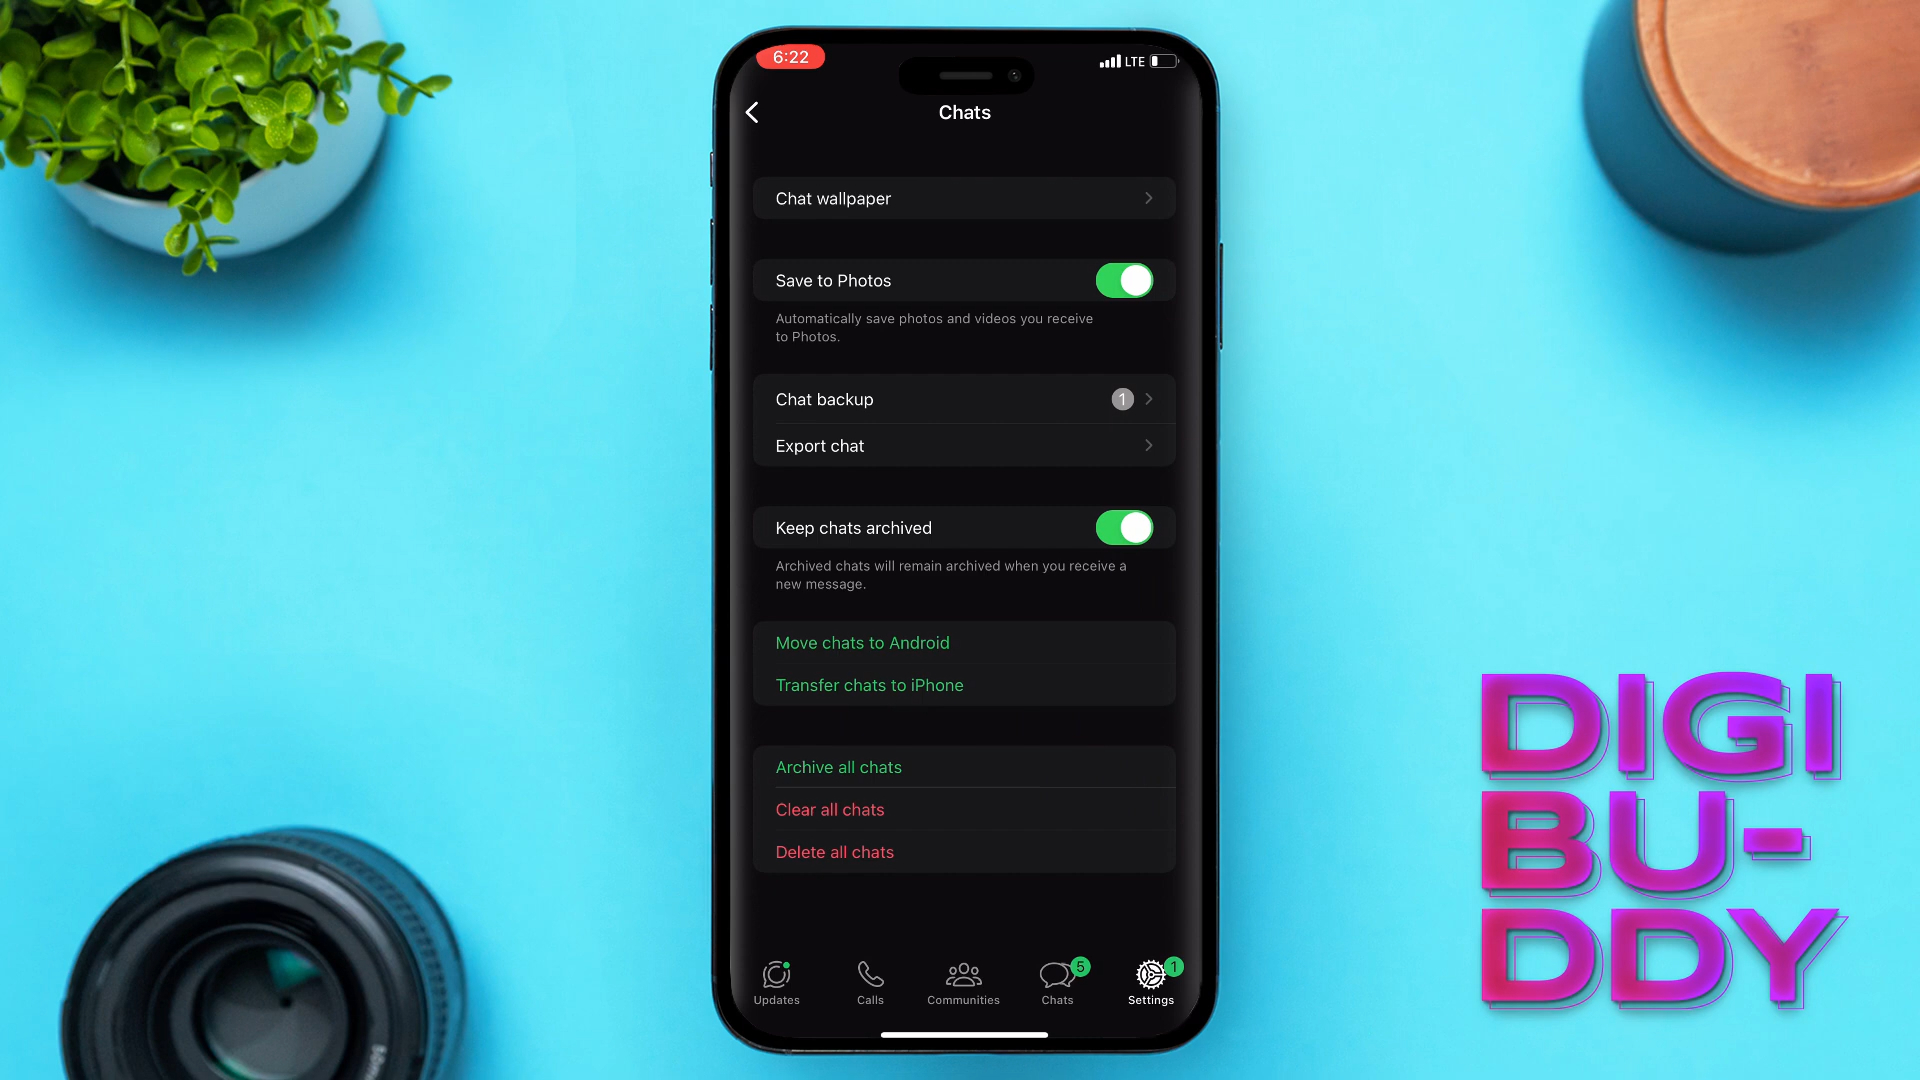 6:22
LTE
Chats
Chat wallpaper
Save to Photos
Automatically save photos and videos you receive
to Photos.
Chat backup
1
Export chat
Keep chats archived
Archived chats will remain archived when you receive a
new message.
Move chats to Android
Transfer chats to iPhone
Archive all chats
Clear all chats
Delete all chats
5
1
Updates
Calls
Communities
Chats
Settings
DIGI
BU-
DDY